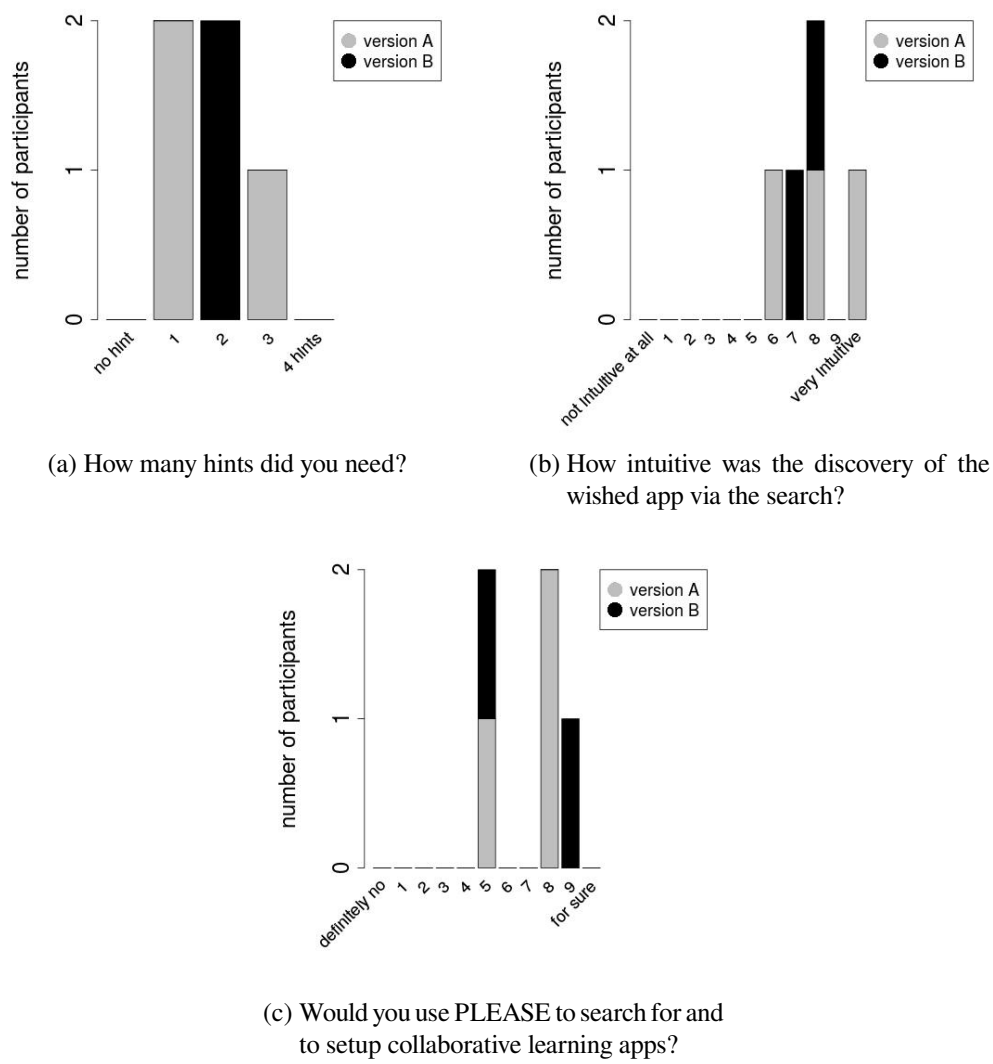 number of participants
2
1
0
no hint
1
2
3
4 hints
version A
version B
(a) How many hints did you need?
number of participants
2
1
0
not intuitive at all
1
2
3
4
5
6
7
8
9
very intuitive
version A
version B
(b) How intuitive was the discovery of the
wished app via the search?
number of participants
2
1
0
definitely no
1
2
3
4
5
6
7
8
9
for sure
version A
version B
(c) Would you use PLEASE to search for and
to setup collaborative learning apps?